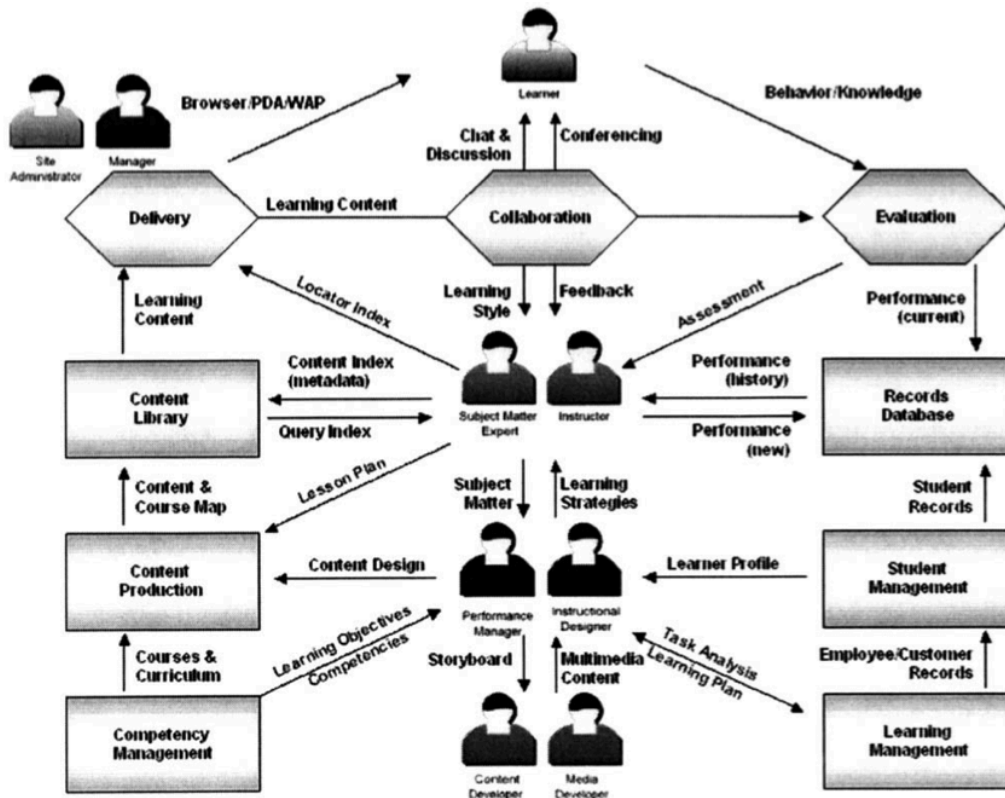 Learner
Browser/PDA/WAP
Behavior/Knowledge
Site
Administrator
Manager
Chat &
Discussion
Conferencing
Delivery
Learning Content
Collaboration
Evaluation
Learning
Content
Locator Index
Learning
Style
Feedback
Assessment
Performance
(current)
Content
Library
Content Index
(metadata)
Query Index
Subject Matter
Expert
Instructor
Performance
(history)
Performance
(new)
Records
Database
Content &
Course Map
Lesson Plan
Subject
Matter
Learning
Strategies
Student
Records
Content
Production
Content Design
Performance
Manager
Instructional
Designer
Learner Profile
Student
Management
Courses &
Curriculum
Learning Objectives
Competencies
Storyboard
Multimedia
Content
Task Analysis
Learning Plan
Employee/Customer
Records
Competency
Management
Content
Developer
Media
Developer
Learning
Management